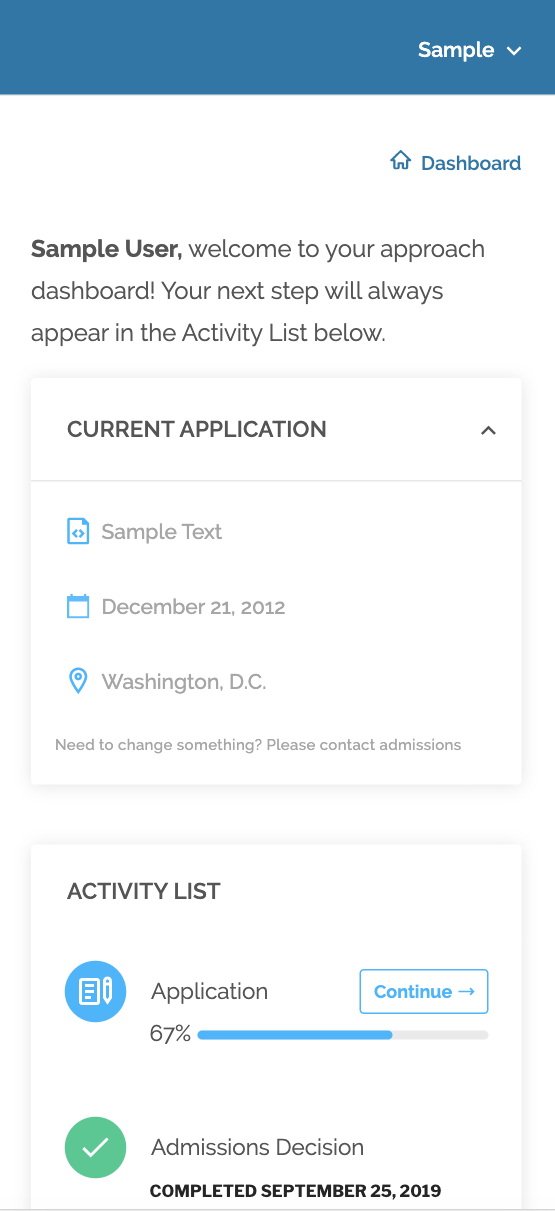 Sample
Dashboard
Sample User, welcome to your approach
dashboard! Your next step will always
appear in the Activity List below.
CURRENT APPLICATION
Sample Text
December 21, 2012
Washington, D.C.
Need to change something? Please contact admissions
ACTIVITY LIST
Application
Continue →
67%
Admissions Decision
COMPLETED SEPTEMBER 25, 2019